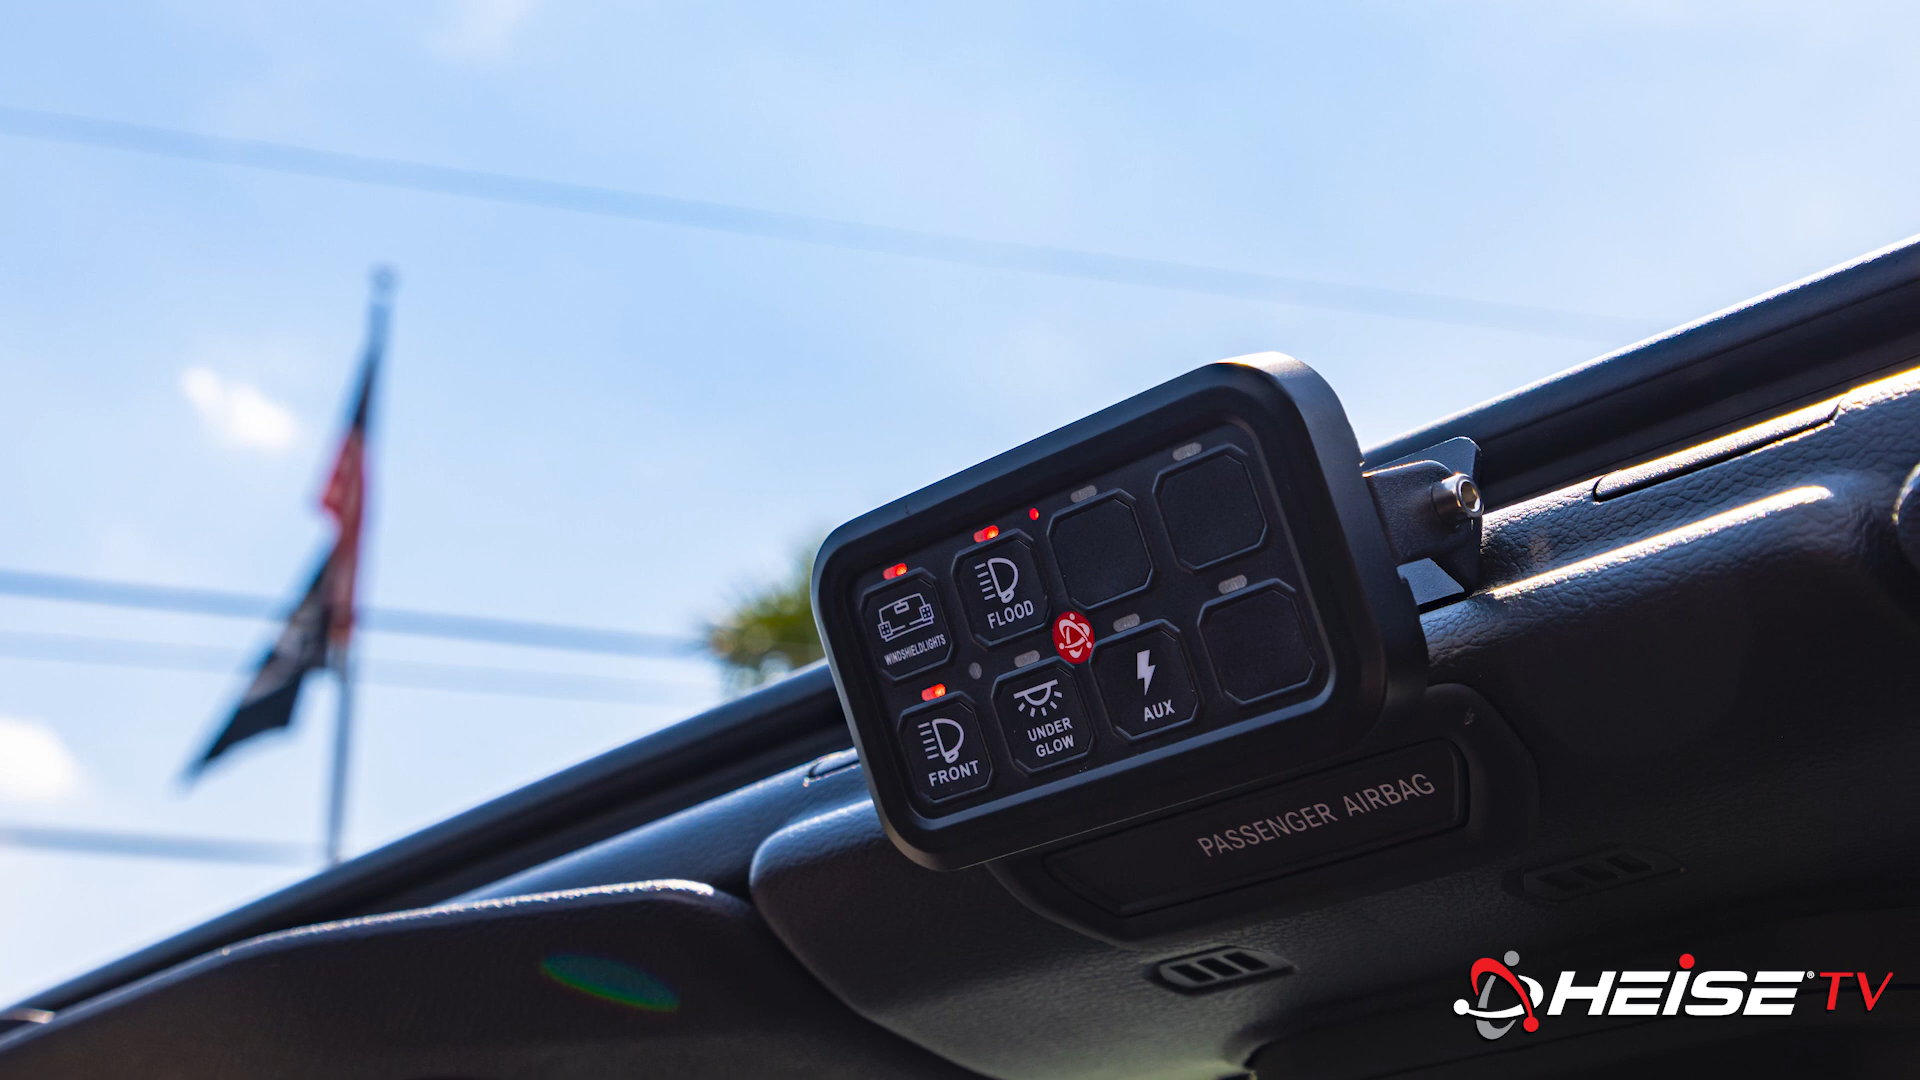 WINDSHIELDLIGHTS
FLOOD
FRONT
UNDER
GLOW
AUX
PASSENGER AIRBAG
HEISE® TV